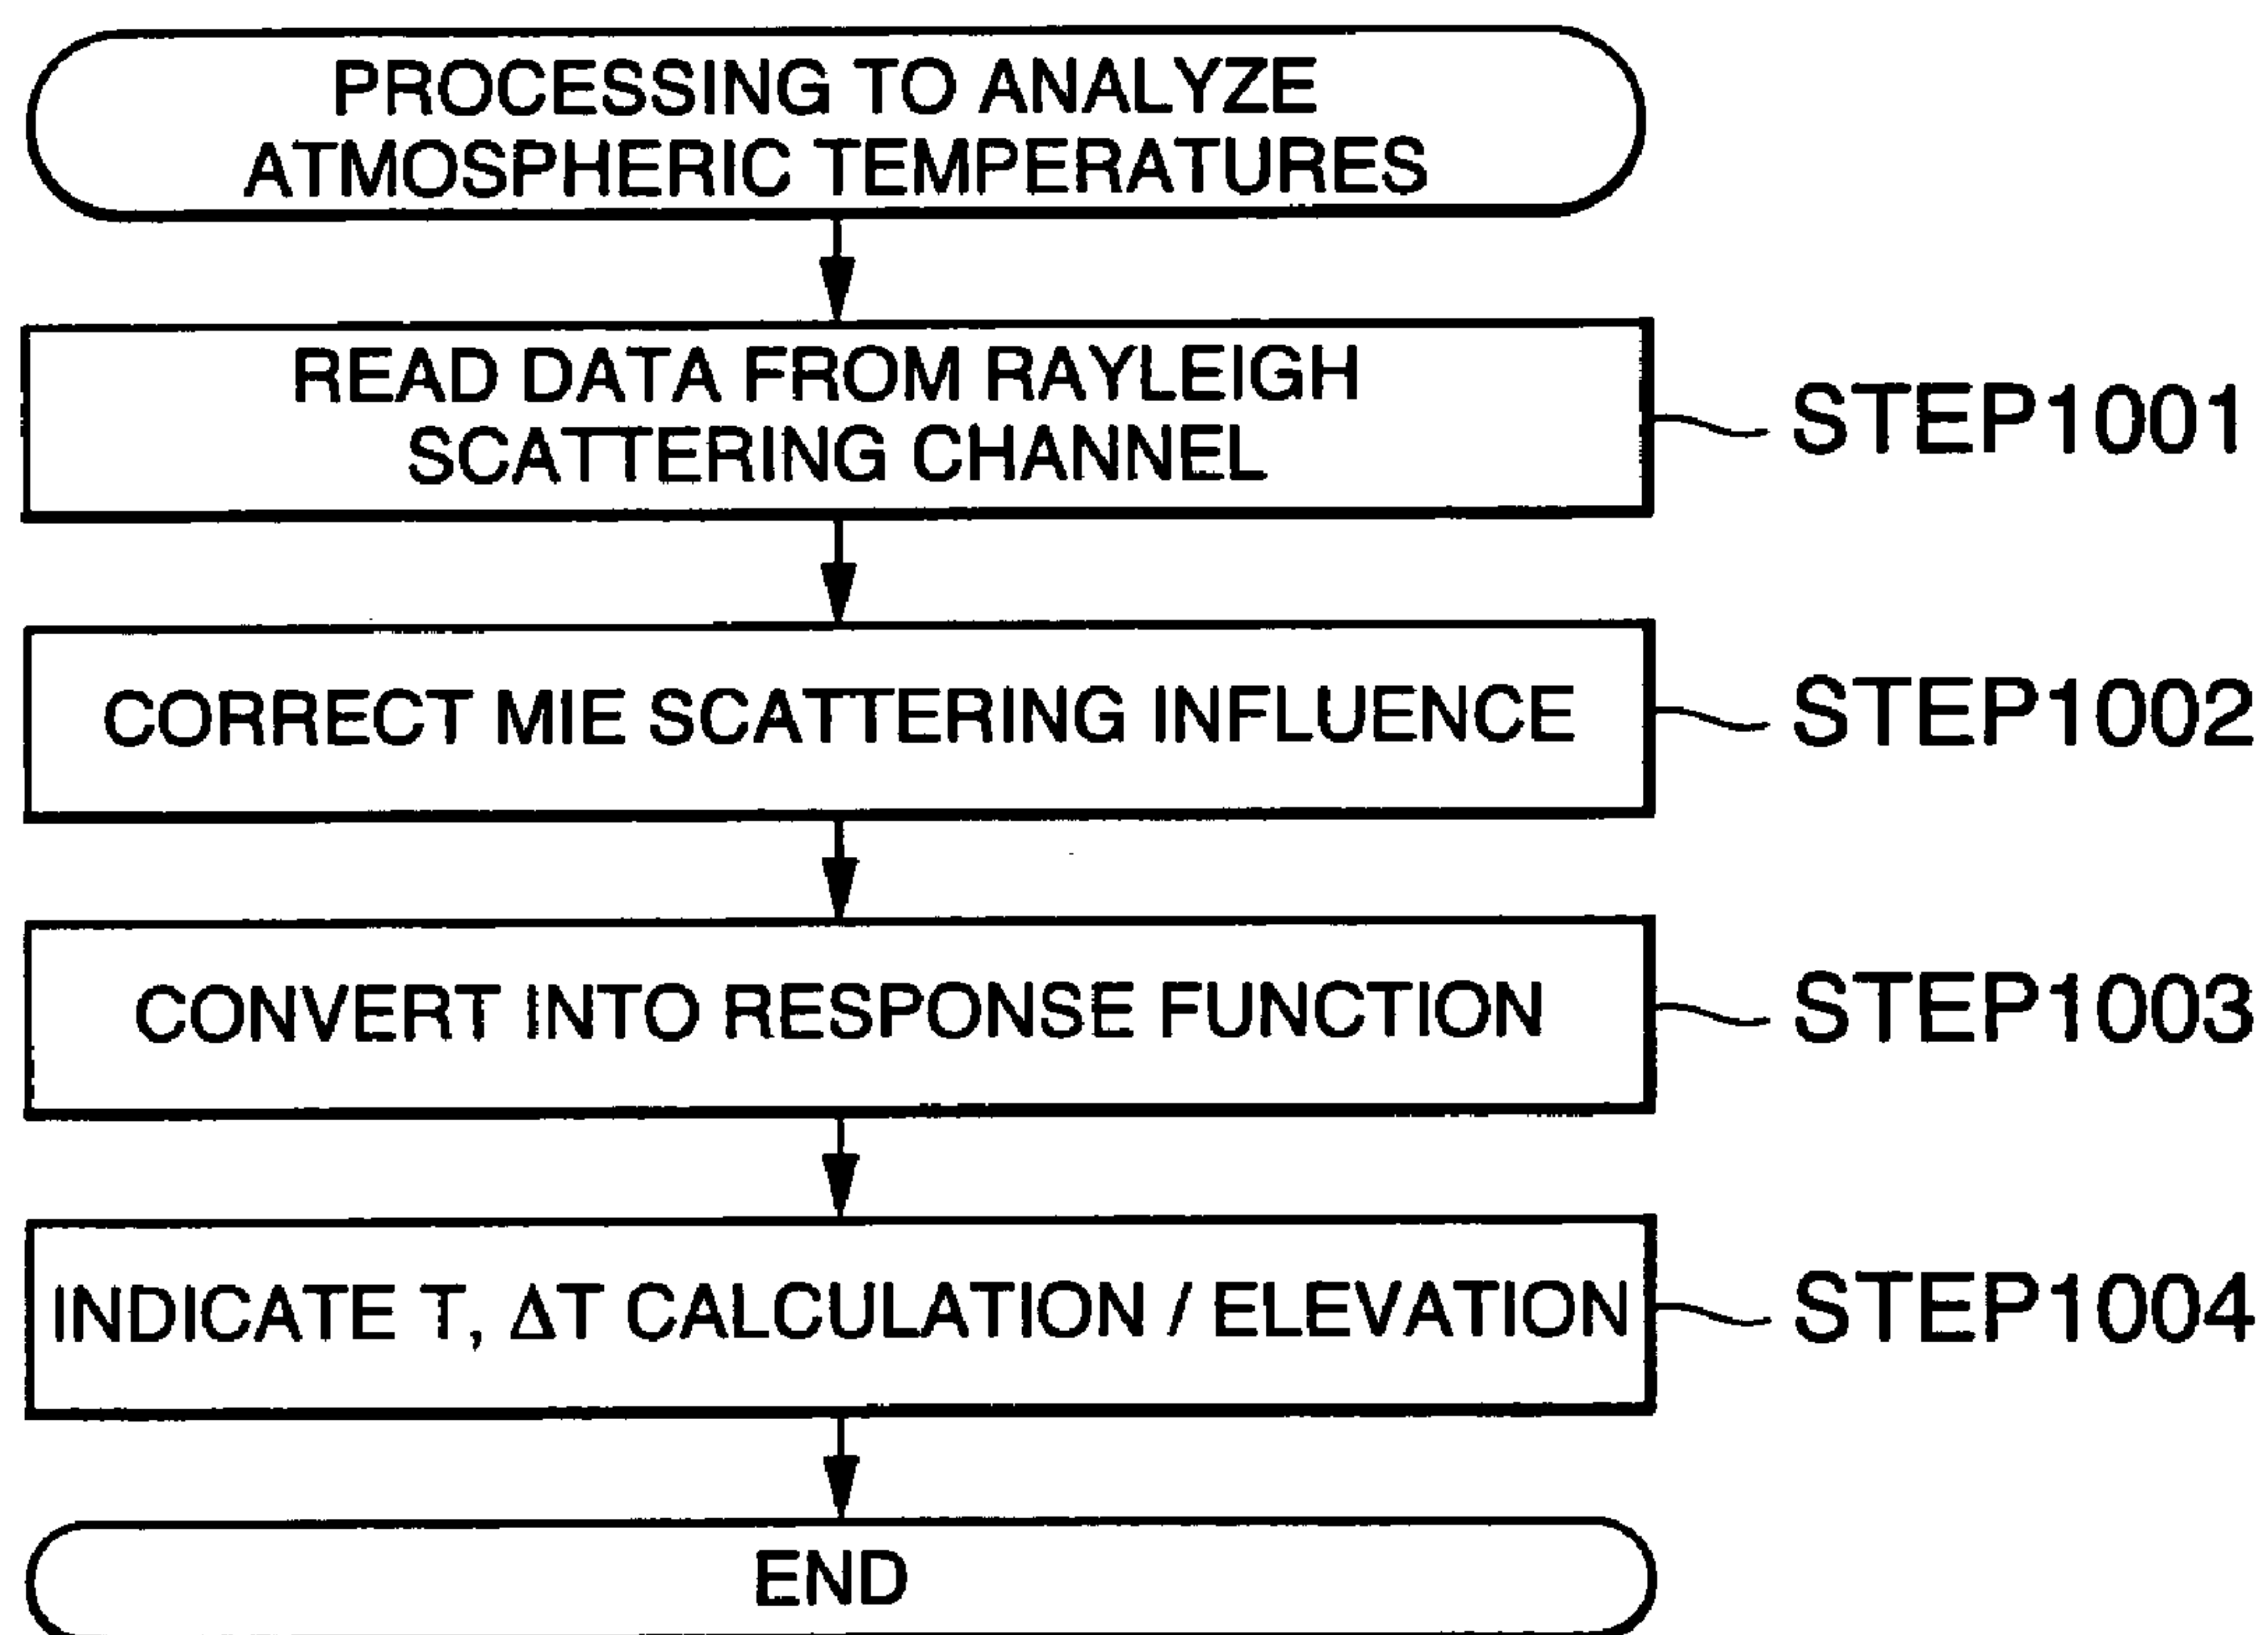 PROCESSING TO ANALYZE
ATMOSPHERIC TEMPERATURES
READ DATA FROM RAYLEIGH
SCATTERING CHANNEL
STEP1001
CORRECT MIE SCATTERING INFLUENCE
STEP1002
CONVERT INTO RESPONSE FUNCTION
STEP1003
INDICATE T, ΔT CALCULATION / ELEVATION
STEP1004
END